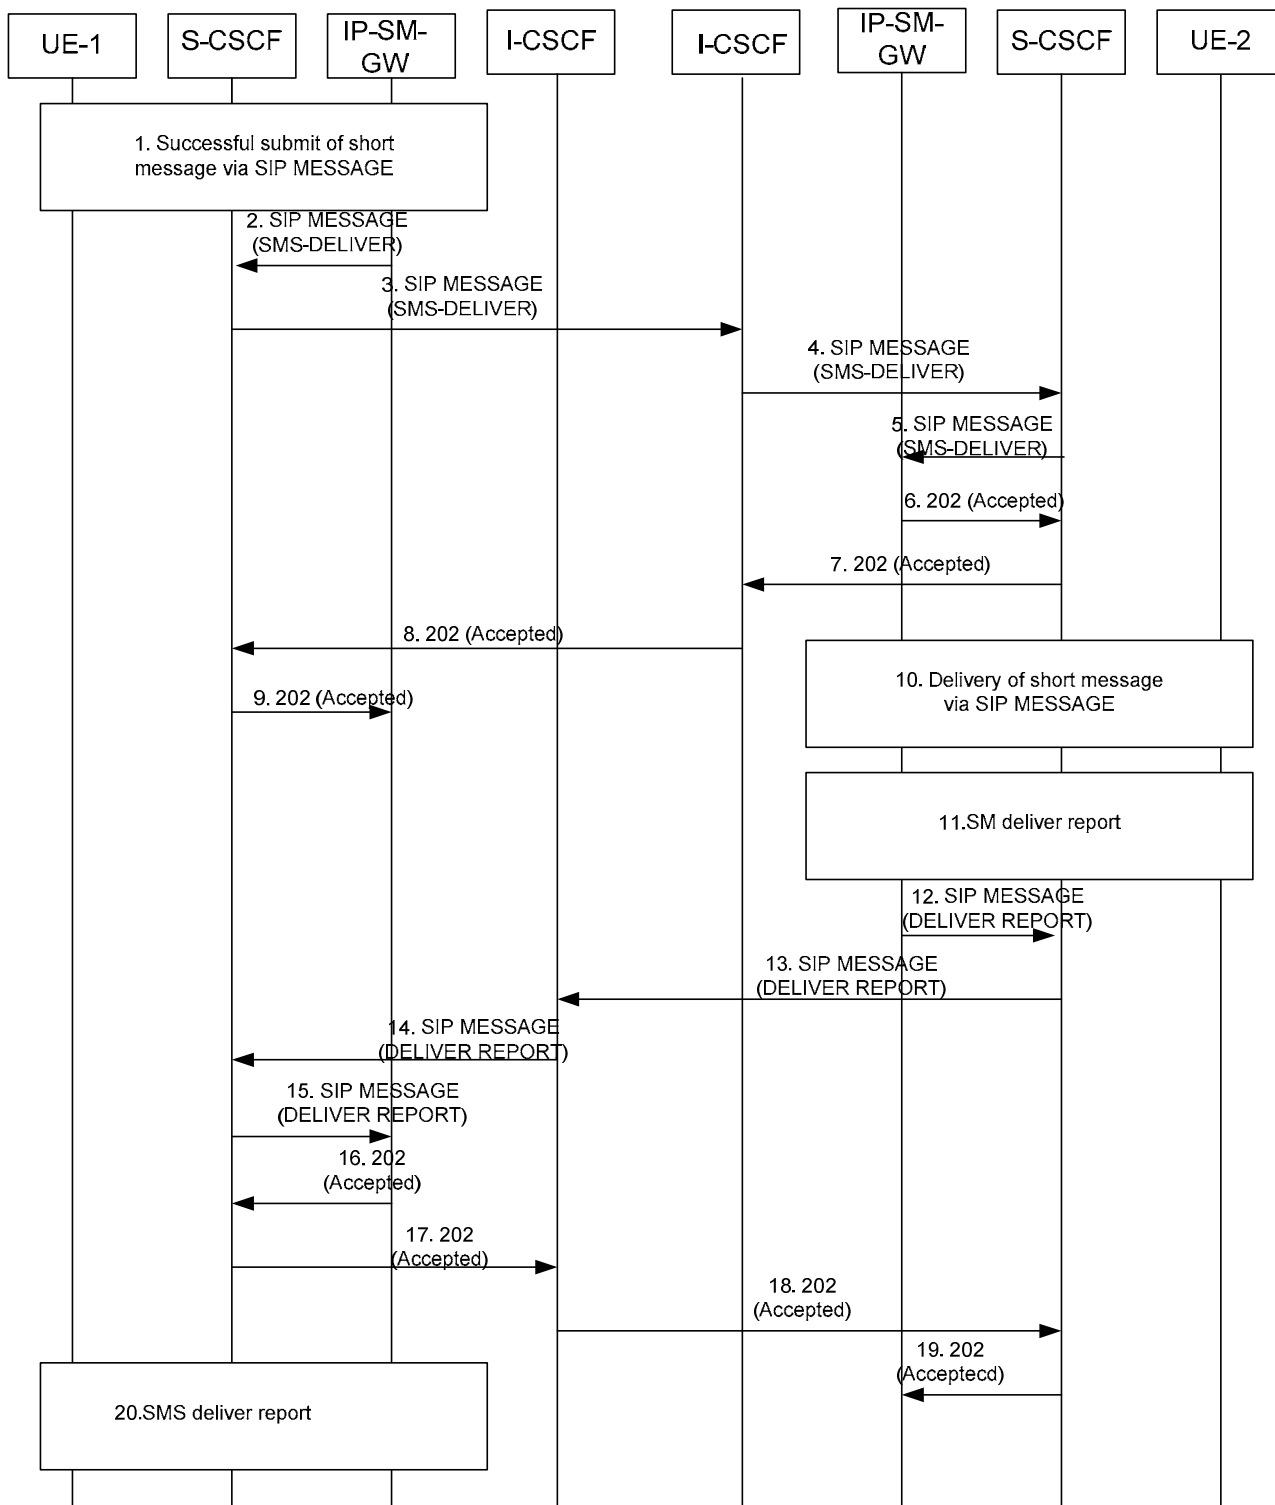 UE-1
S-CSCF
IP-SM-
GW
I-CSCF
I-CSCF
IP-SM-
GW
S-CSCF
UE-2
1. Successful submit of short
message via SIP MESSAGE
2. SIP MESSAGE
(SMS-DELIVER)
3. SIP MESSAGE
(SMS-DELIVER)
4. SIP MESSAGE
(SMS-DELIVER)
5. SIP MESSAGE
(SMS-DELIVER)
6. 202 (Accepted)
7. 202 (Accepted)
8. 202 (Accepted)
9. 202 (Accepted)
10. Delivery of short message
via SIP MESSAGE
11.SM deliver report
12. SIP MESSAGE
(DELIVER REPORT)
13. SIP MESSAGE
(DELIVER REPORT)
14. SIP MESSAGE
(DELIVER REPORT)
15. SIP MESSAGE
(DELIVER REPORT)
16. 202
(Accepted)
17. 202
(Accepted)
18. 202
(Accepted)
19. 202
(Acceptecd)
20.SMS deliver report